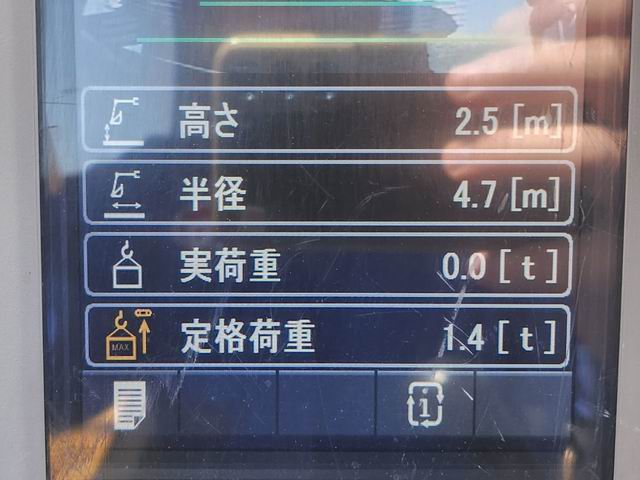 高さ 2.5 [m]
半径 4.7 [m]
実荷重 0.0 [ t ]
MAX 定格荷重 1.4 [ t ]
i